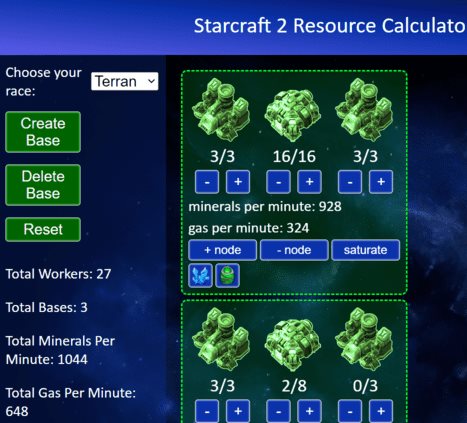 Starcraft 2 Resource Calculato
Choose your
race:
Terran
Create
Base
Delete
Base
Reset
Total Workers: 27
Total Bases: 3
Total Minerals Per
Minute: 1044
Total Gas Per Minute:
648
3/3 16/16 3/3
- + - + - +
minerals per minute: 928
gas per minute: 324
+ node - node saturate
3/3 2/8 0/3
- + - + - +